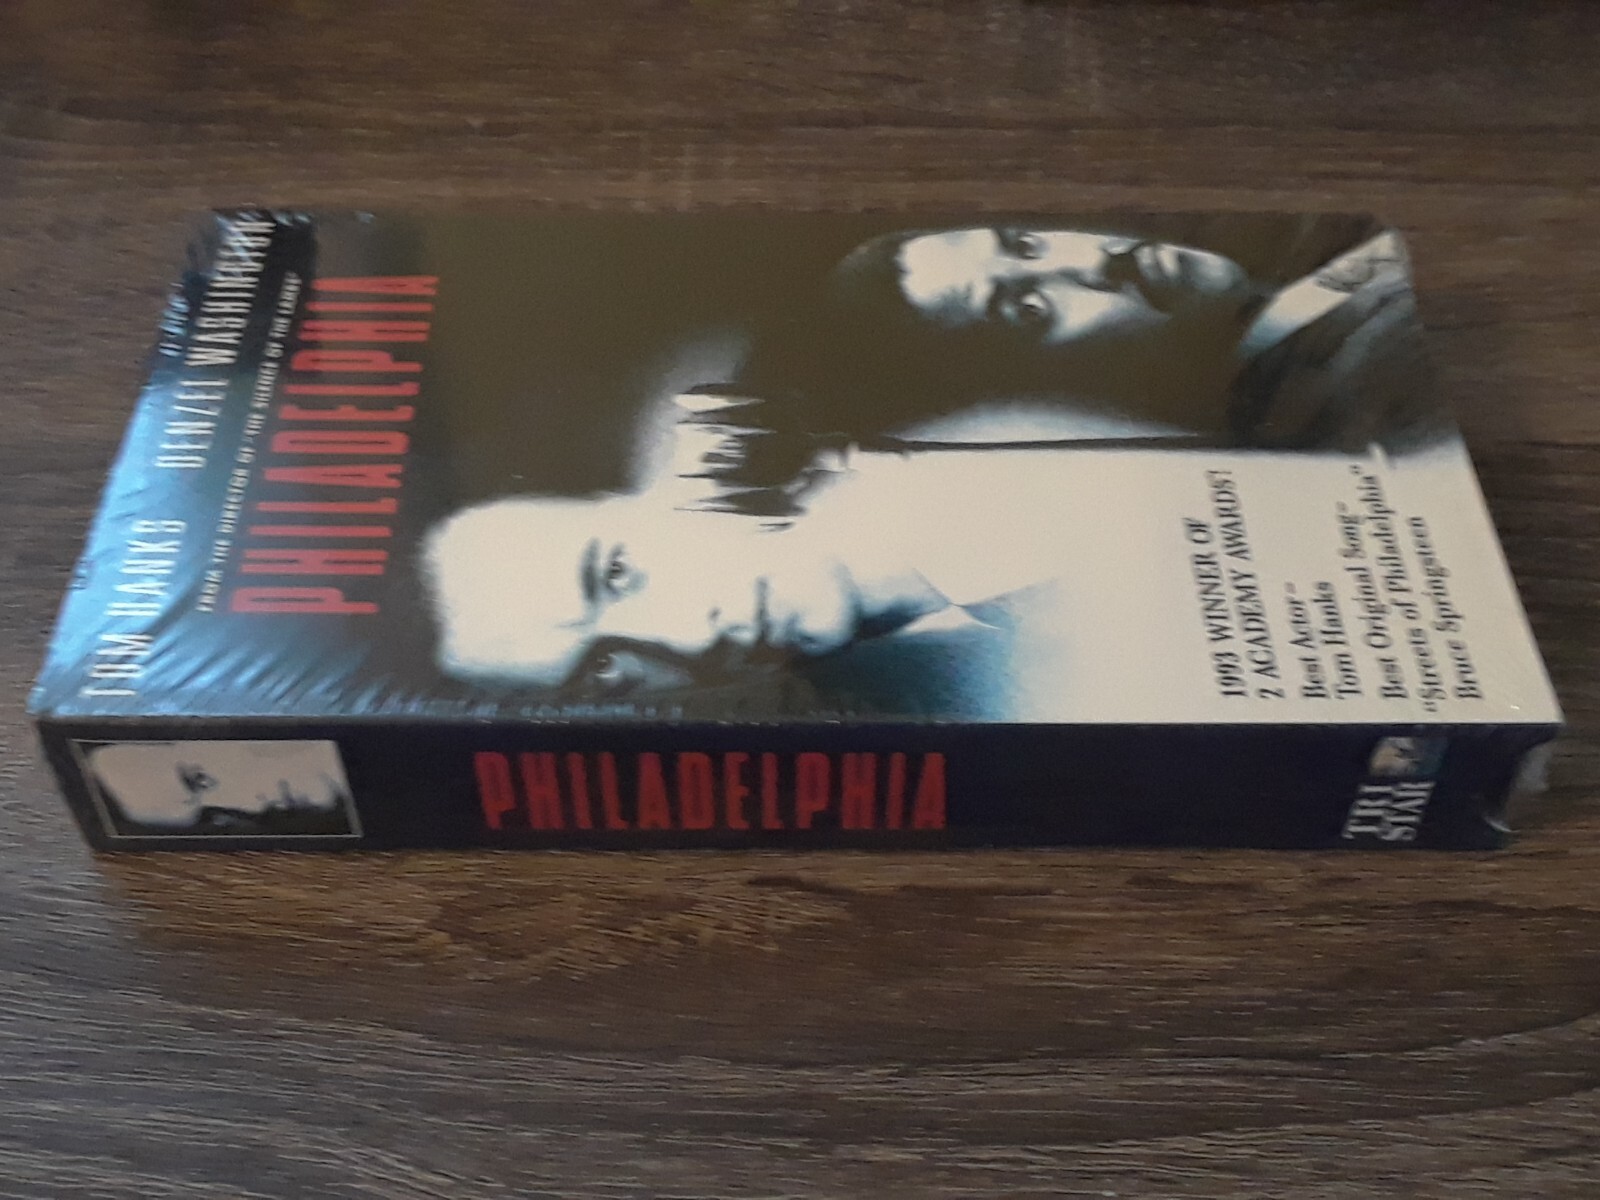 TOM HANKS DENZEL WASHINGTON
FROM THE DIRECTOR OF "THE SILENCE OF THE LAMBS"
PHILADELPHIA
1993 WINNER OF
2 ACADEMY AWARDS!
Best Actor-
Tom Hanks
Best Original Song-
"Streets of Philadelphia"
Bruce Springsteen
PHILADELPHIA
TRI
STAR